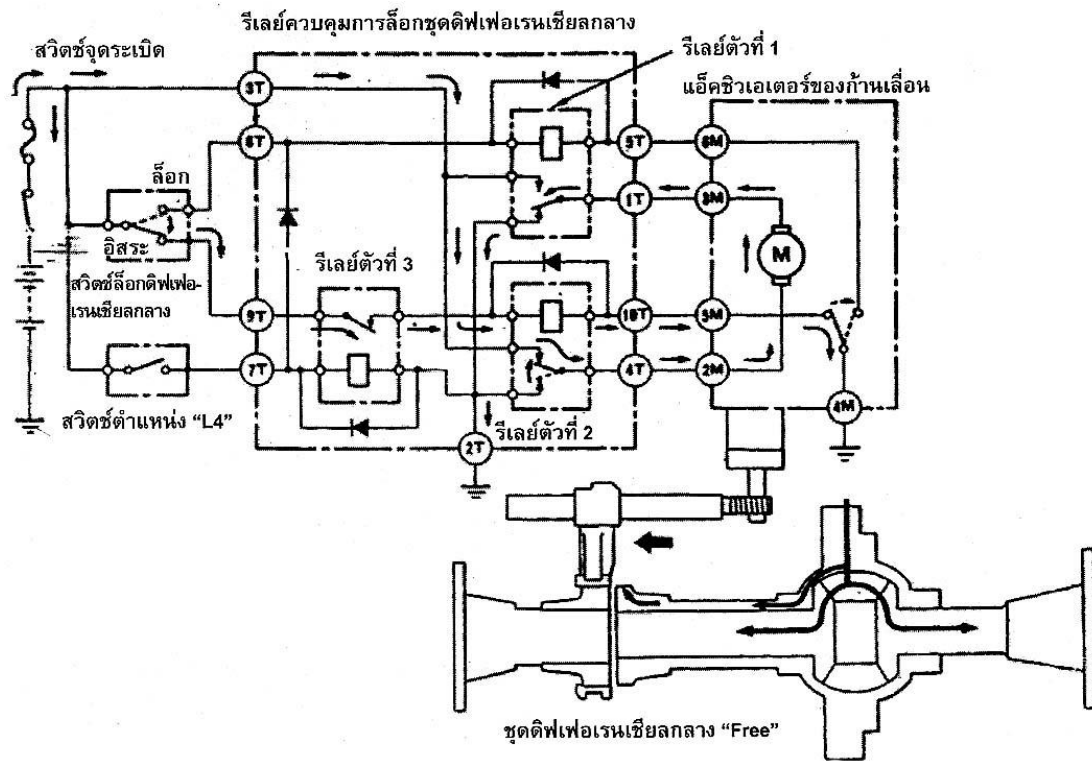 รีเลย์ควบคุมการล็อกชุดดิฟเฟอเรนเชียลกลาง
สวิตช์จุดระเบิด
รีเลย์ตัวที่ 1
แอ็คชิวเอเตอร์ของก้านเลื่อน
3T
6T
5T
6M
ล็อก
1T
3M
อิสระ
M
สวิตช์ล็อกดิฟเฟอ-
เรนเชียลกลาง
รีเลย์ตัวที่ 3
9T
10T
5M
7T
4T
2M
4M
สวิตช์ตำแหน่ง “L4”
รีเลย์ตัวที่ 2
2T
ชุดดิฟเฟอเรนเชียลกลาง “Free”